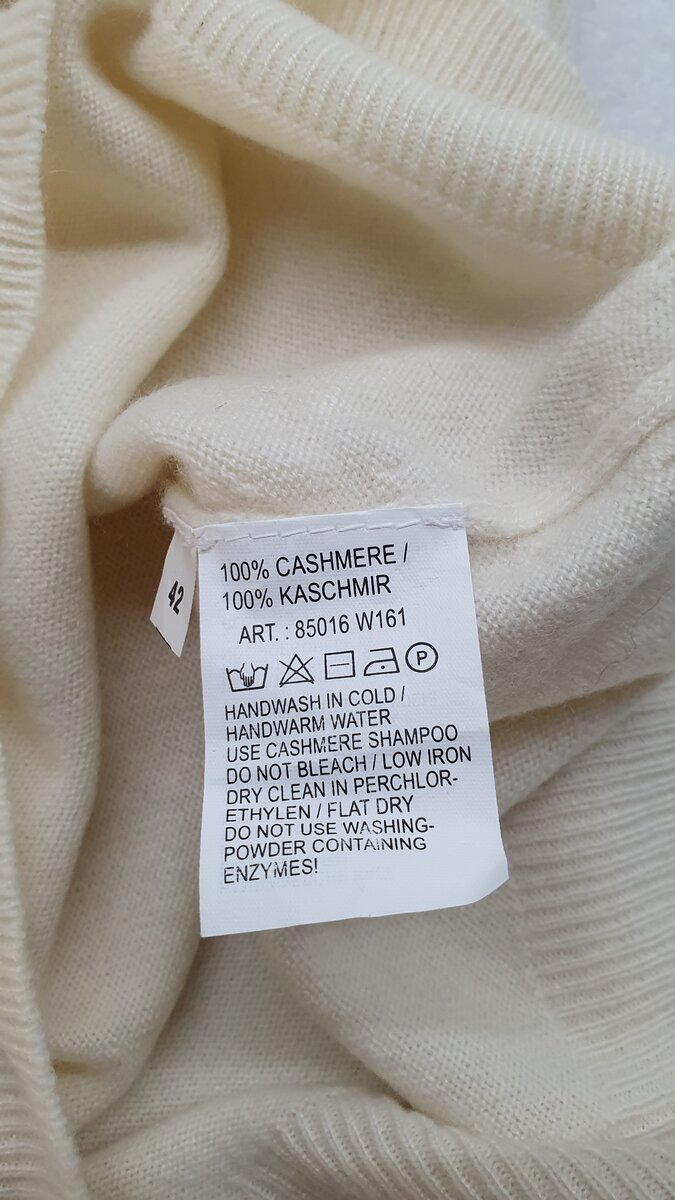 100% CASHMERE /
100% KASCHMIR
ART. : 85016 W161
P
HANDWASH IN COLD /
HANDWARM WATER
USE CASHMERE SHAMPOO
DO NOT BLEACH / LOW IRON
DRY CLEAN IN PERCHLOR-
ETHYLEN / FLAT DRY
DO NOT USE WASHING-
POWDER CONTAINING
ENZYMES!
42